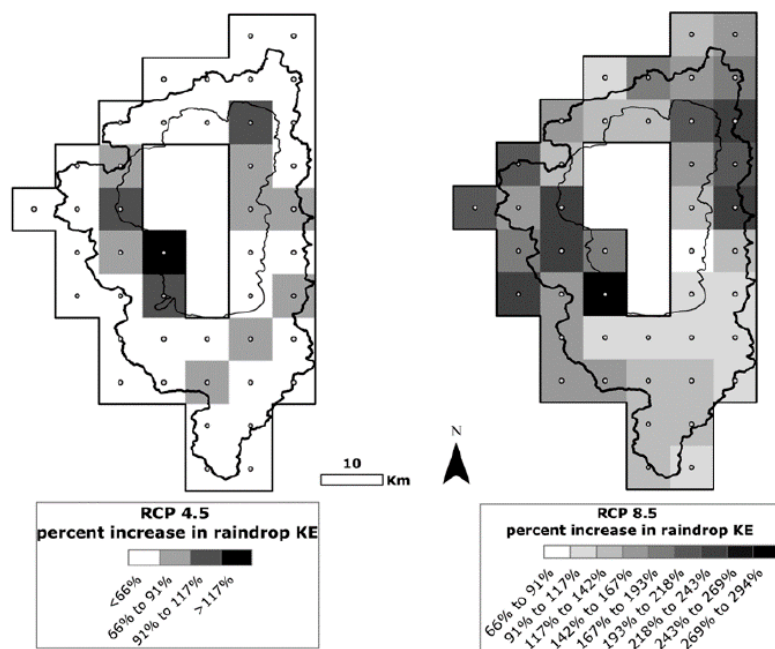 N
10
Km
RCP 4.5
percent increase in raindrop KE
<66%
66% to 91%
91% to 117%
>117%
RCP 8.5
percent increase in raindrop KE
66% to 91%
91% to 117%
117% to 142%
142% to 167%
167% to 193%
193% to 218%
218% to 243%
243% to 269%
269% to 294%